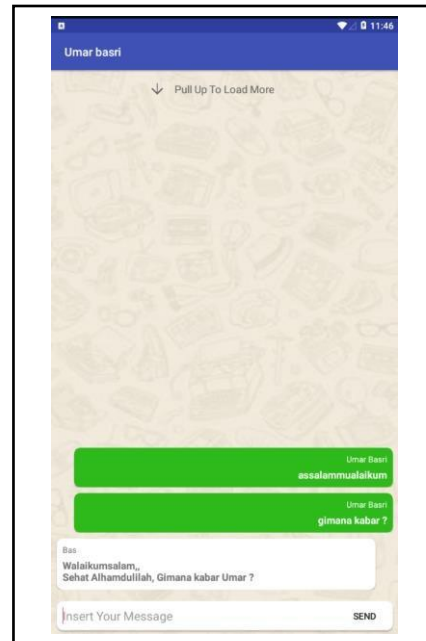 11:46
Umar basri
Pull Up To Load More
Umar Basri
assalammualaikum
Umar Basri
gimana kabar ?
Bas
Walaikumsalam,,
Sehat Alhamdulilah, Gimana kabar Umar ?
Insert Your Message SEND